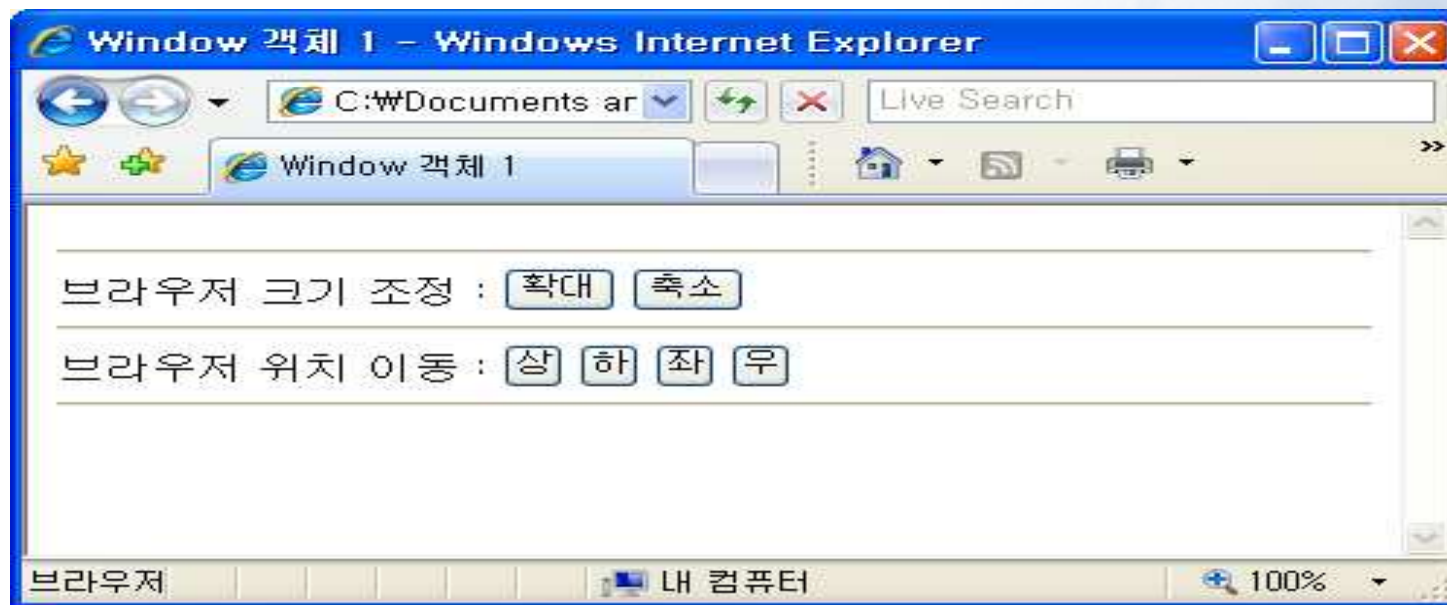 Window 객체 1 - Windows Internet Explorer
C:₩Documents ar
Live Search
Window 객체 1
»
브라우저 크기 조정 : 확대 축소
브라우저 위치 이동 : 상 하 좌 우
브라우저 내 컴퓨터 100%